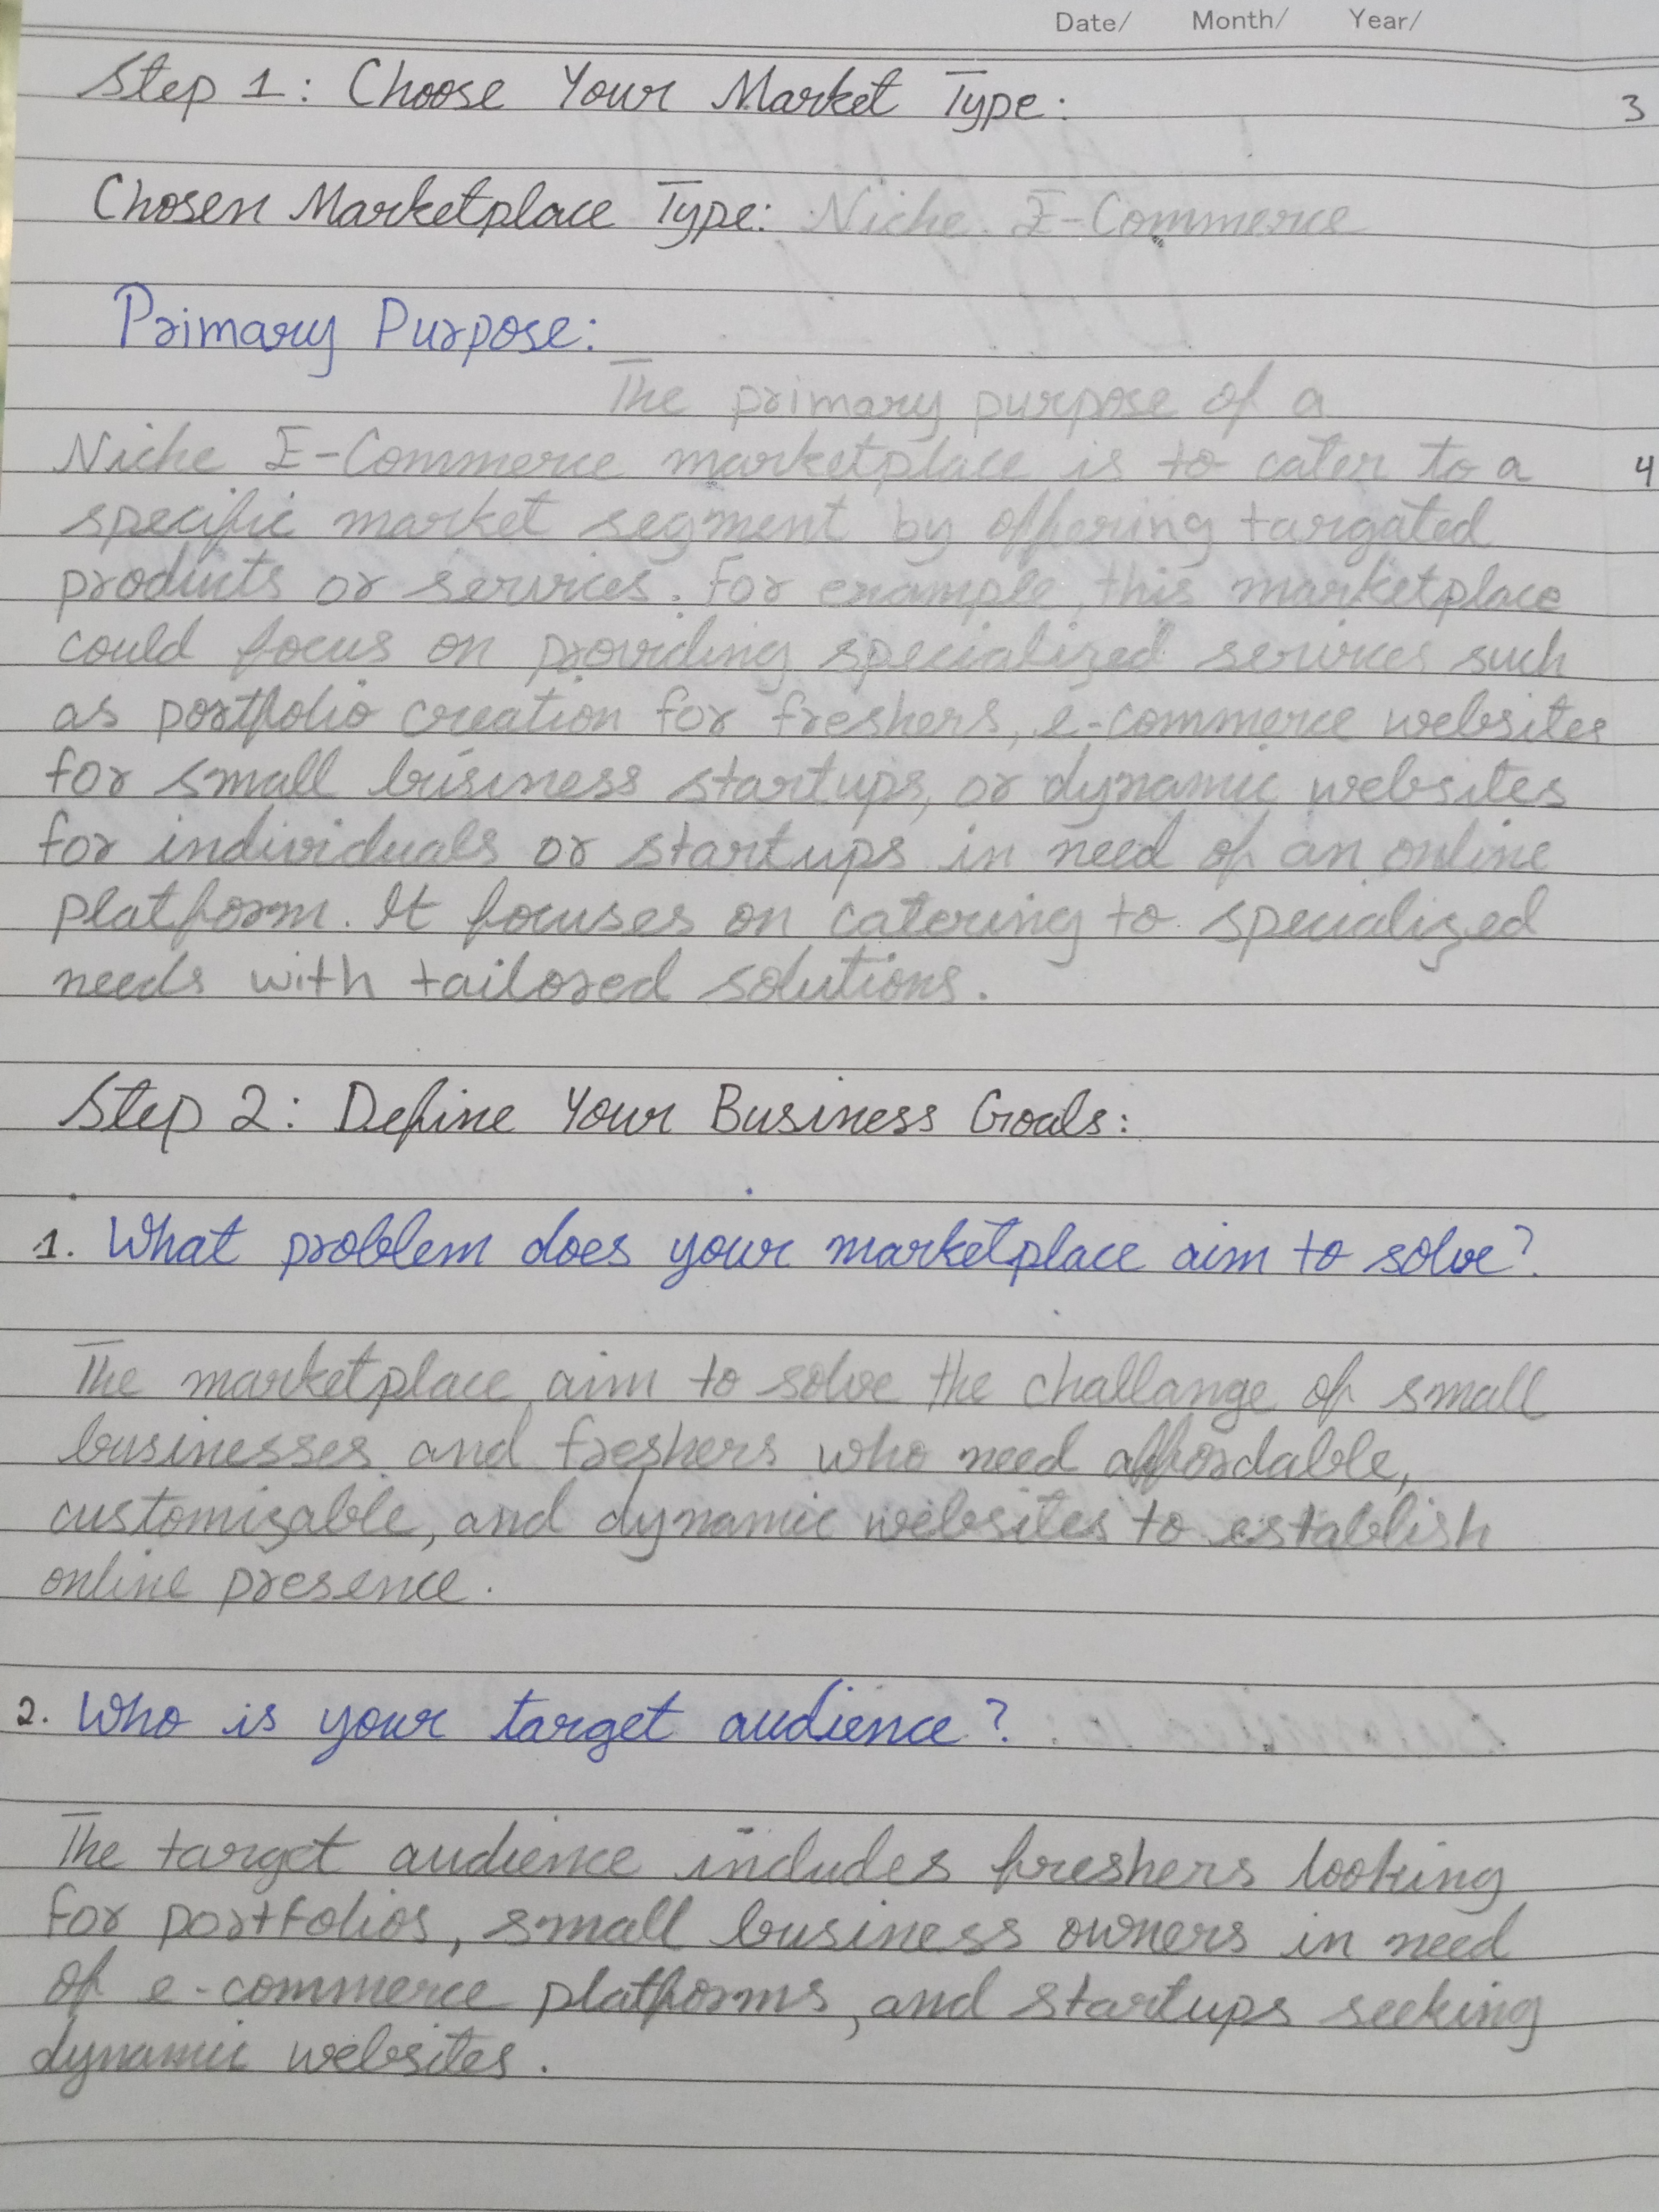 Date/ Month/ Year/
Step 1: Choose Your Market Type:
3
Chosen Marketplace Type: Niche E-Commerce
Primary Purpose:
The primary purpose of a
Niche E-Commerce marketplace is to cater to a
4
specific market segment by offering targated
products or services. For example, this marketplace
could focus on providing specialized services such
as portfolio creation for freshers, e-commerce websites
for small business startups, or dynamic websites
for individuals or startups in need of an online
platform. It focuses on catering to specialized
needs with tailored solutions.
Step 2: Define Your Business Goals:
1. What problem does your marketplace aim to solve?
The marketplace aim to solve the challange of small
businesses and freshers who need affordable,
customizable, and dynamic websites to establish
online presence.
2. Who is your target audience?
The target audience includes freshers looking
for portfolios, small business owners in need
of e-commerce platforms, and startups seeking
dynamic websites.